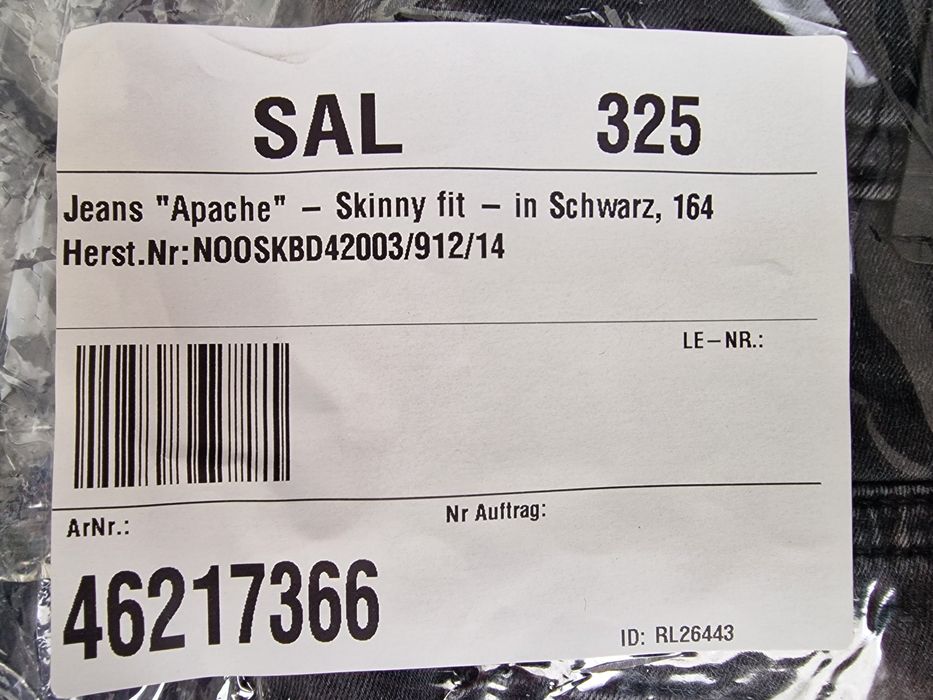 SAL 325
Jeans "Apache" – Skinny fit – in Schwarz, 164
Herst.Nr:NOOSKBD42003/912/14
LE–NR.:
ArNr.:
Nr Auftrag:
46217366
ID: RL26443